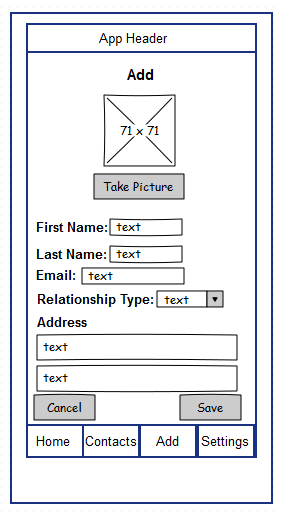 App Header
Add
71 x 71
Take Picture
First Name: text
Last Name: text
Email: text
Relationship Type: text
Address
text
text
Cancel Save
Home Contacts Add Settings